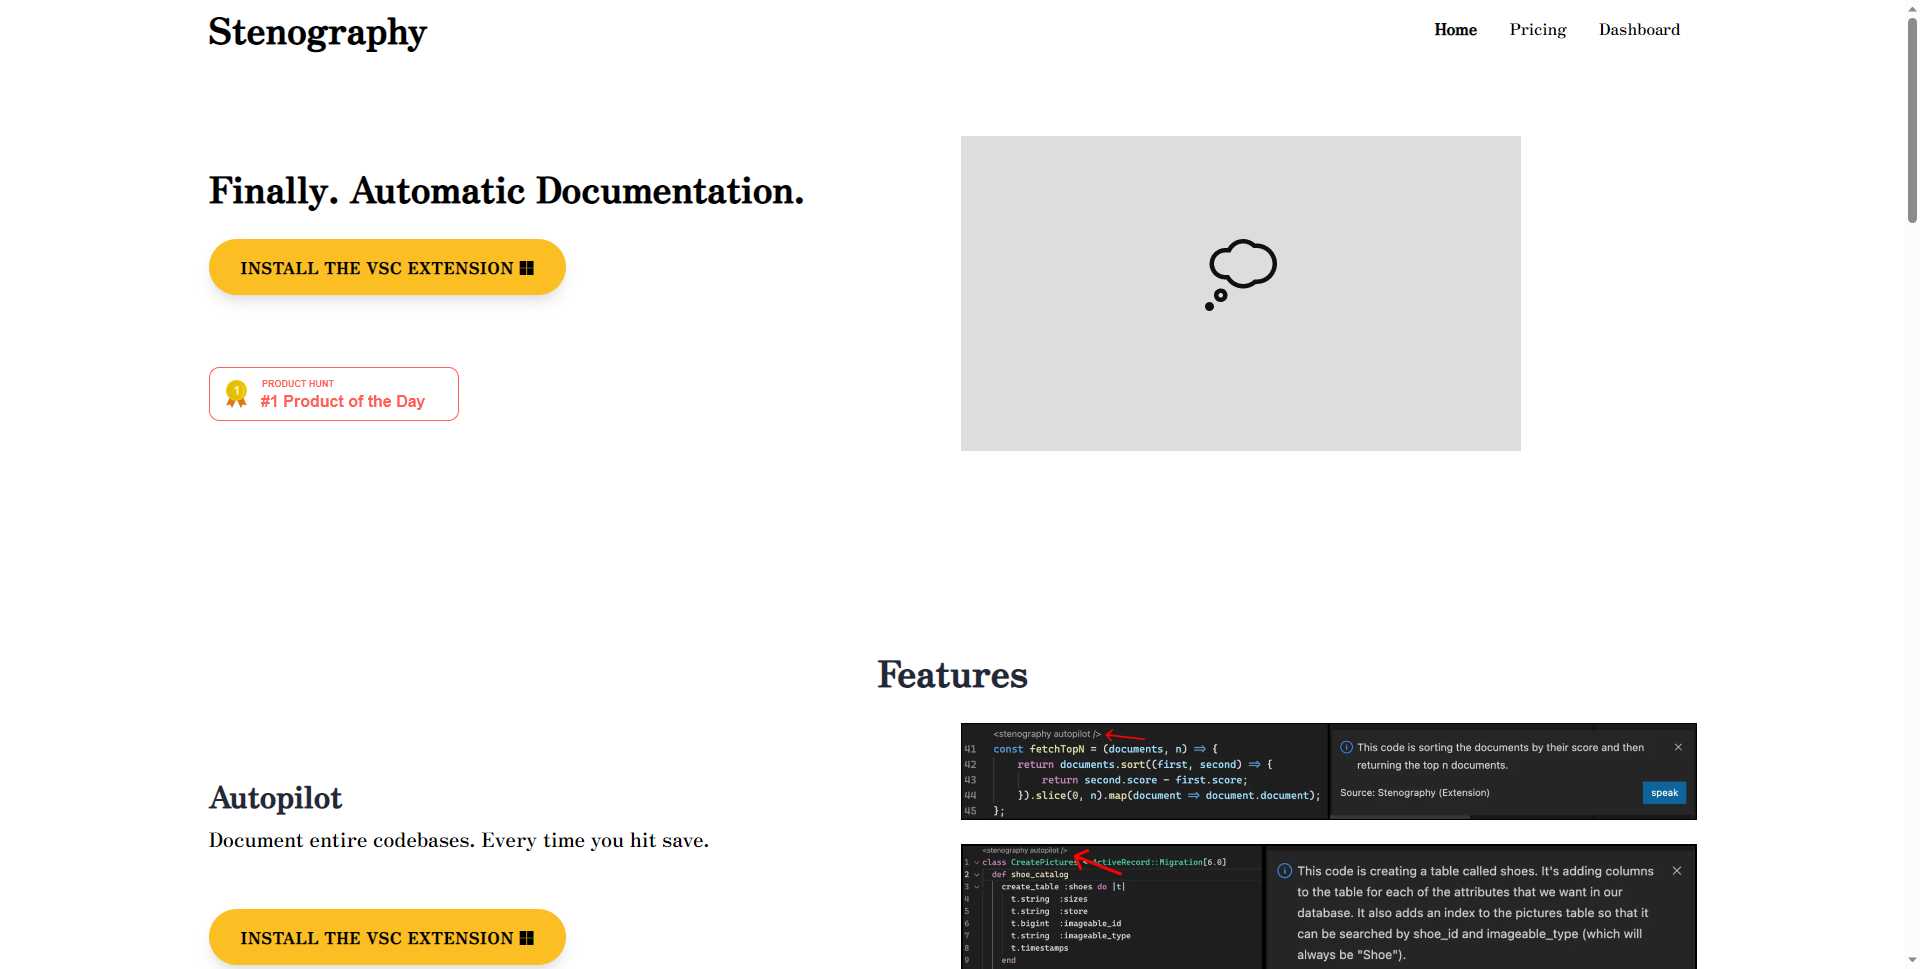 Stenography
Home
Pricing
Dashboard
Finally. Automatic Documentation.
INSTALL THE VSC EXTENSION
1
PRODUCT HUNT
#1 Product of the Day
Features
Autopilot
Document entire codebases. Every time you hit save.
INSTALL THE VSC EXTENSION
<stenography autopilot />
41 const fetchTopN = (documents, n) => {
42 return documents.sort((first, second) => {
43 return second.score - first.score;
44 }).slice(0, n).map(document => document.document);
45 };
This code is sorting the documents by their score and then
returning the top n documents.
Source: Stenography (Extension)
speak
<stenography autopilot />
1 class CreatePictures < ActiveRecord::Migration[6.0]
2 def shoe_catalog
3 create_table :shoes do |t|
4 t.string :sizes
5 t.string :store
6 t.bigint :imageable_id
7 t.string :imageable_type
8 t.timestamps
9 end
This code is creating a table called shoes. It's adding columns
to the table for each of the attributes that we want in our
database. It also adds an index to the pictures table so that it
can be searched by shoe_id and imageable_type (which will
always be "Shoe").